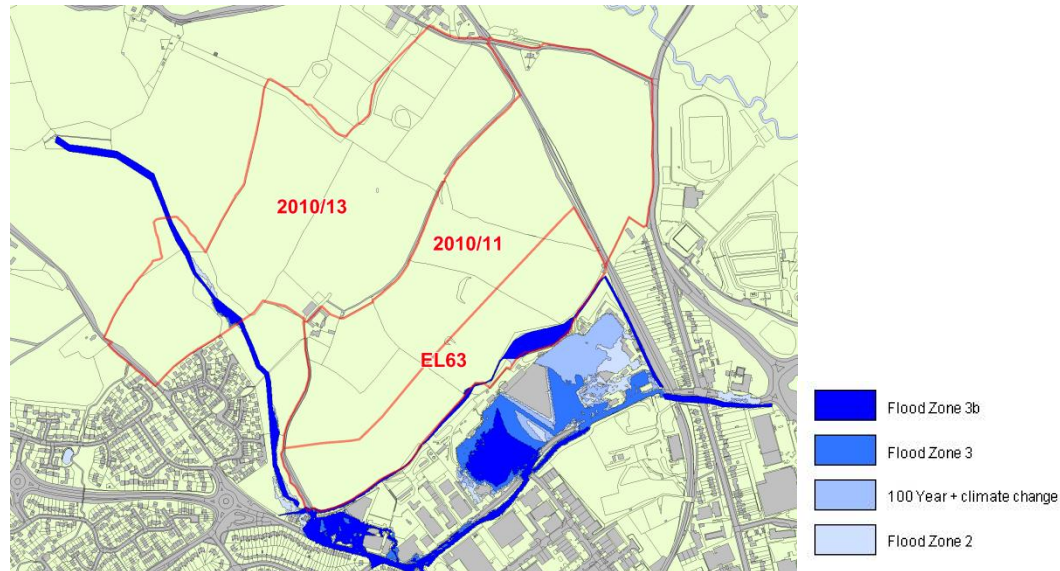 2010/13
2010/11
EL63
Flood Zone 3b
Flood Zone 3
100 Year + climate change
Flood Zone 2